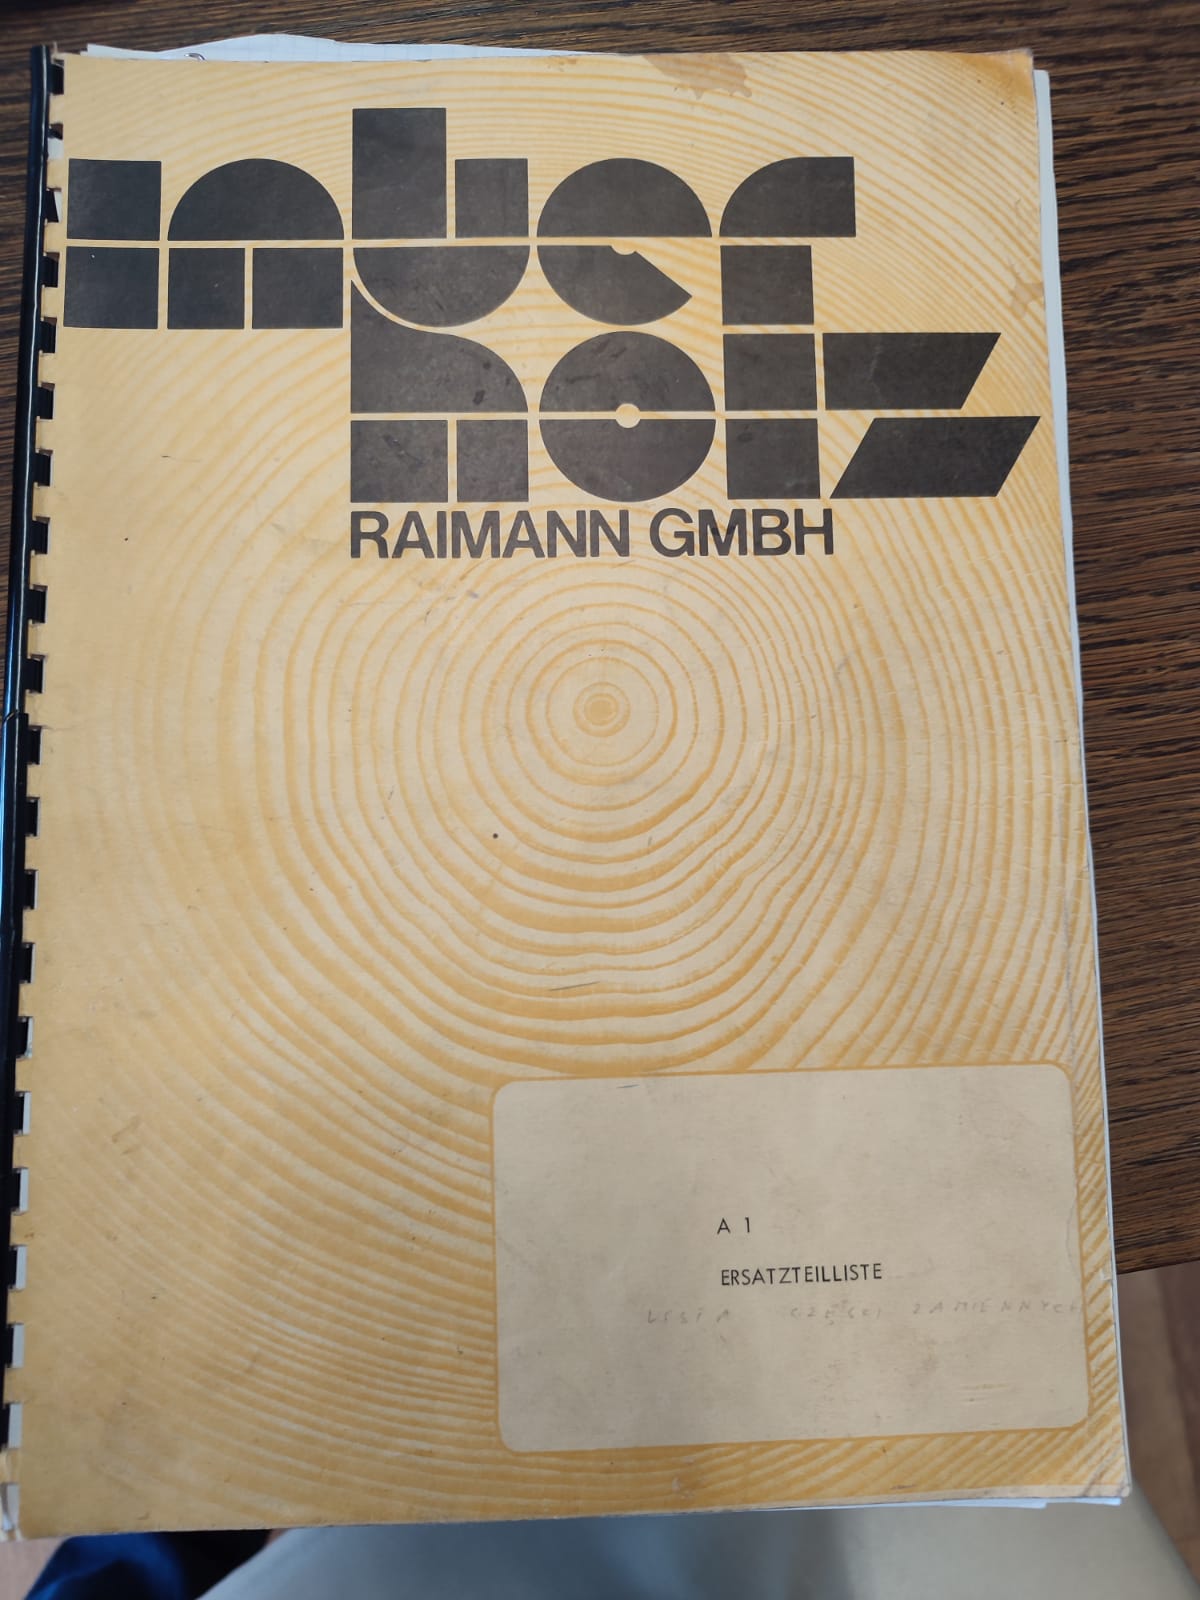 inter
holz
RAIMANN GMBH
A 1
ERSATZTEILLISTE
LISTA CZĘŚCI ZAMIENNYCH